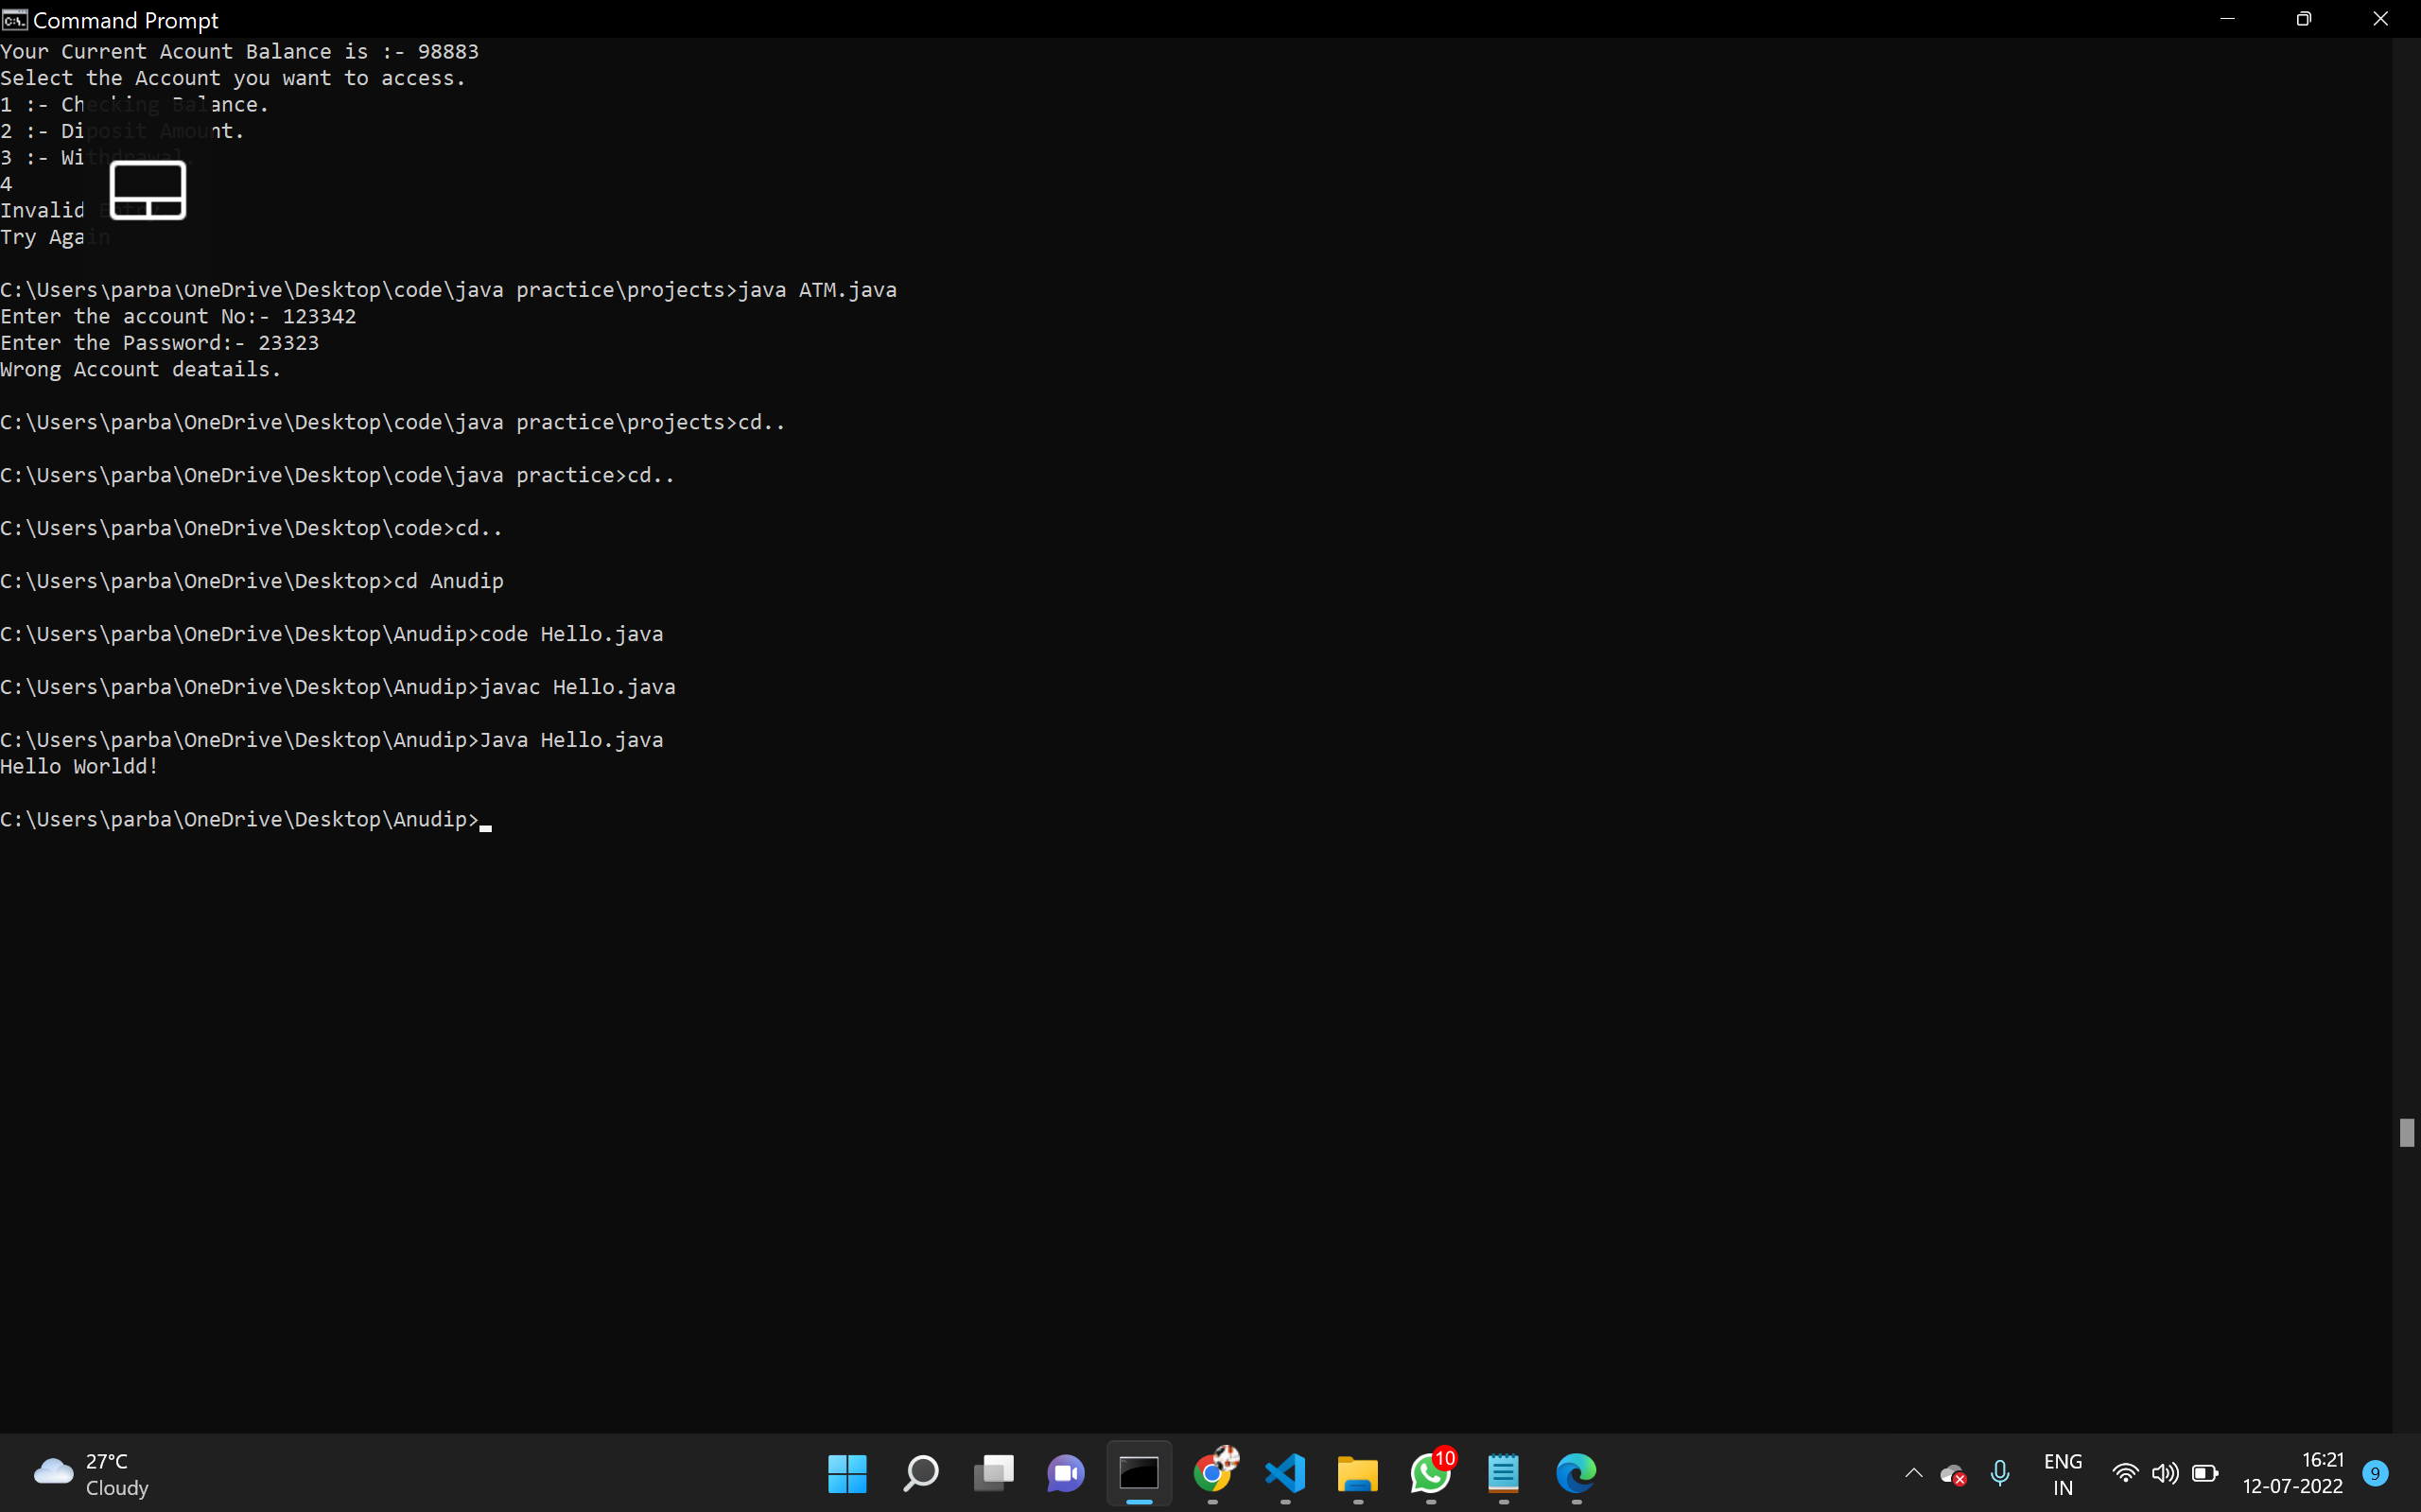 Command Prompt
Your Current Acount Balance is :- 98883
Select the Account you want to access.
1 :- Checking Balance.
2 :- Diposit Amount.
3 :- Withdrawal.
4
Invalid Entry
Try Again
C:\Users\parba\OneDrive\Desktop\code\java practice\projects>java ATM.java
Enter the account No:- 123342
Enter the Password:- 23323
Wrong Account deatails.
C:\Users\parba\OneDrive\Desktop\code\java practice\projects>cd..
C:\Users\parba\OneDrive\Desktop\code\java practice>cd..
C:\Users\parba\OneDrive\Desktop\code>cd..
C:\Users\parba\OneDrive\Desktop>cd Anudip
C:\Users\parba\OneDrive\Desktop\Anudip>code Hello.java
C:\Users\parba\OneDrive\Desktop\Anudip>javac Hello.java
C:\Users\parba\OneDrive\Desktop\Anudip>Java Hello.java
Hello Worldd!
C:\Users\parba\OneDrive\Desktop\Anudip>
27°C
Cloudy
10
ENG
IN
16:21
12-07-2022
9